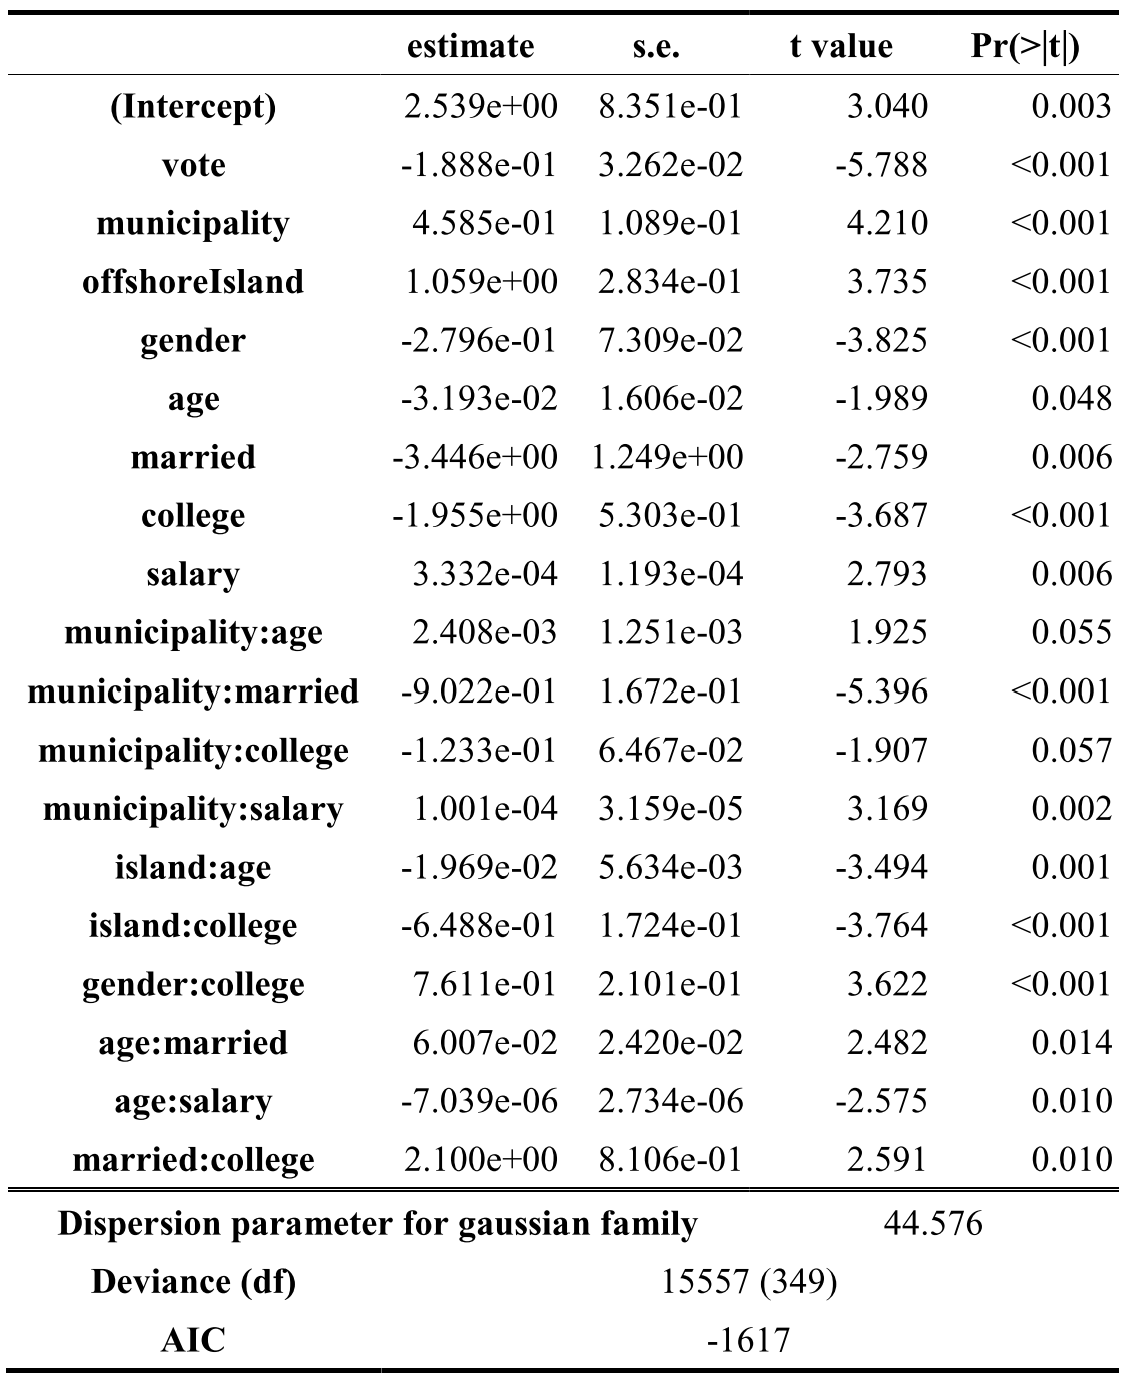 estimate s.e. t value Pr(>|t|)
(Intercept) 2.539e+00 8.351e-01 3.040 0.003
vote -1.888e-01 3.262e-02 -5.788 <0.001
municipality 4.585e-01 1.089e-01 4.210 <0.001
offshoreIsland 1.059e+00 2.834e-01 3.735 <0.001
gender -2.796e-01 7.309e-02 -3.825 <0.001
age -3.193e-02 1.606e-02 -1.989 0.048
married -3.446e+00 1.249e+00 -2.759 0.006
college -1.955e+00 5.303e-01 -3.687 <0.001
salary 3.332e-04 1.193e-04 2.793 0.006
municipality:age 2.408e-03 1.251e-03 1.925 0.055
municipality:married -9.022e-01 1.672e-01 -5.396 <0.001
municipality:college -1.233e-01 6.467e-02 -1.907 0.057
municipality:salary 1.001e-04 3.159e-05 3.169 0.002
island:age -1.969e-02 5.634e-03 -3.494 0.001
island:college -6.488e-01 1.724e-01 -3.764 <0.001
gender:college 7.611e-01 2.101e-01 3.622 <0.001
age:married 6.007e-02 2.420e-02 2.482 0.014
age:salary -7.039e-06 2.734e-06 -2.575 0.010
married:college 2.100e+00 8.106e-01 2.591 0.010
Dispersion parameter for gaussian family 44.576
Deviance (df) 15557 (349)
AIC -1617